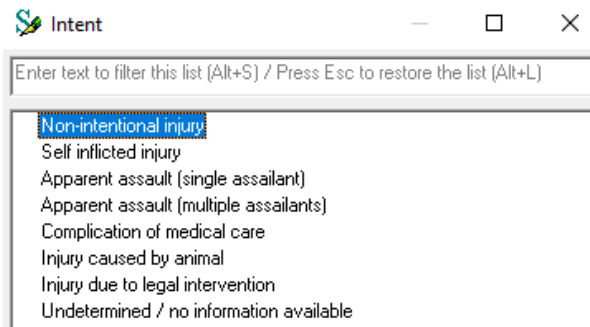 Intent
Enter text to filter this list (Alt+S) / Press Esc to restore the list (Alt+L)
Non-intentional injury
Self inflicted injury
Apparent assault (single assailant)
Apparent assault (multiple assailants)
Complication of medical care
Injury caused by animal
Injury due to legal intervention
Undetermined / no information available